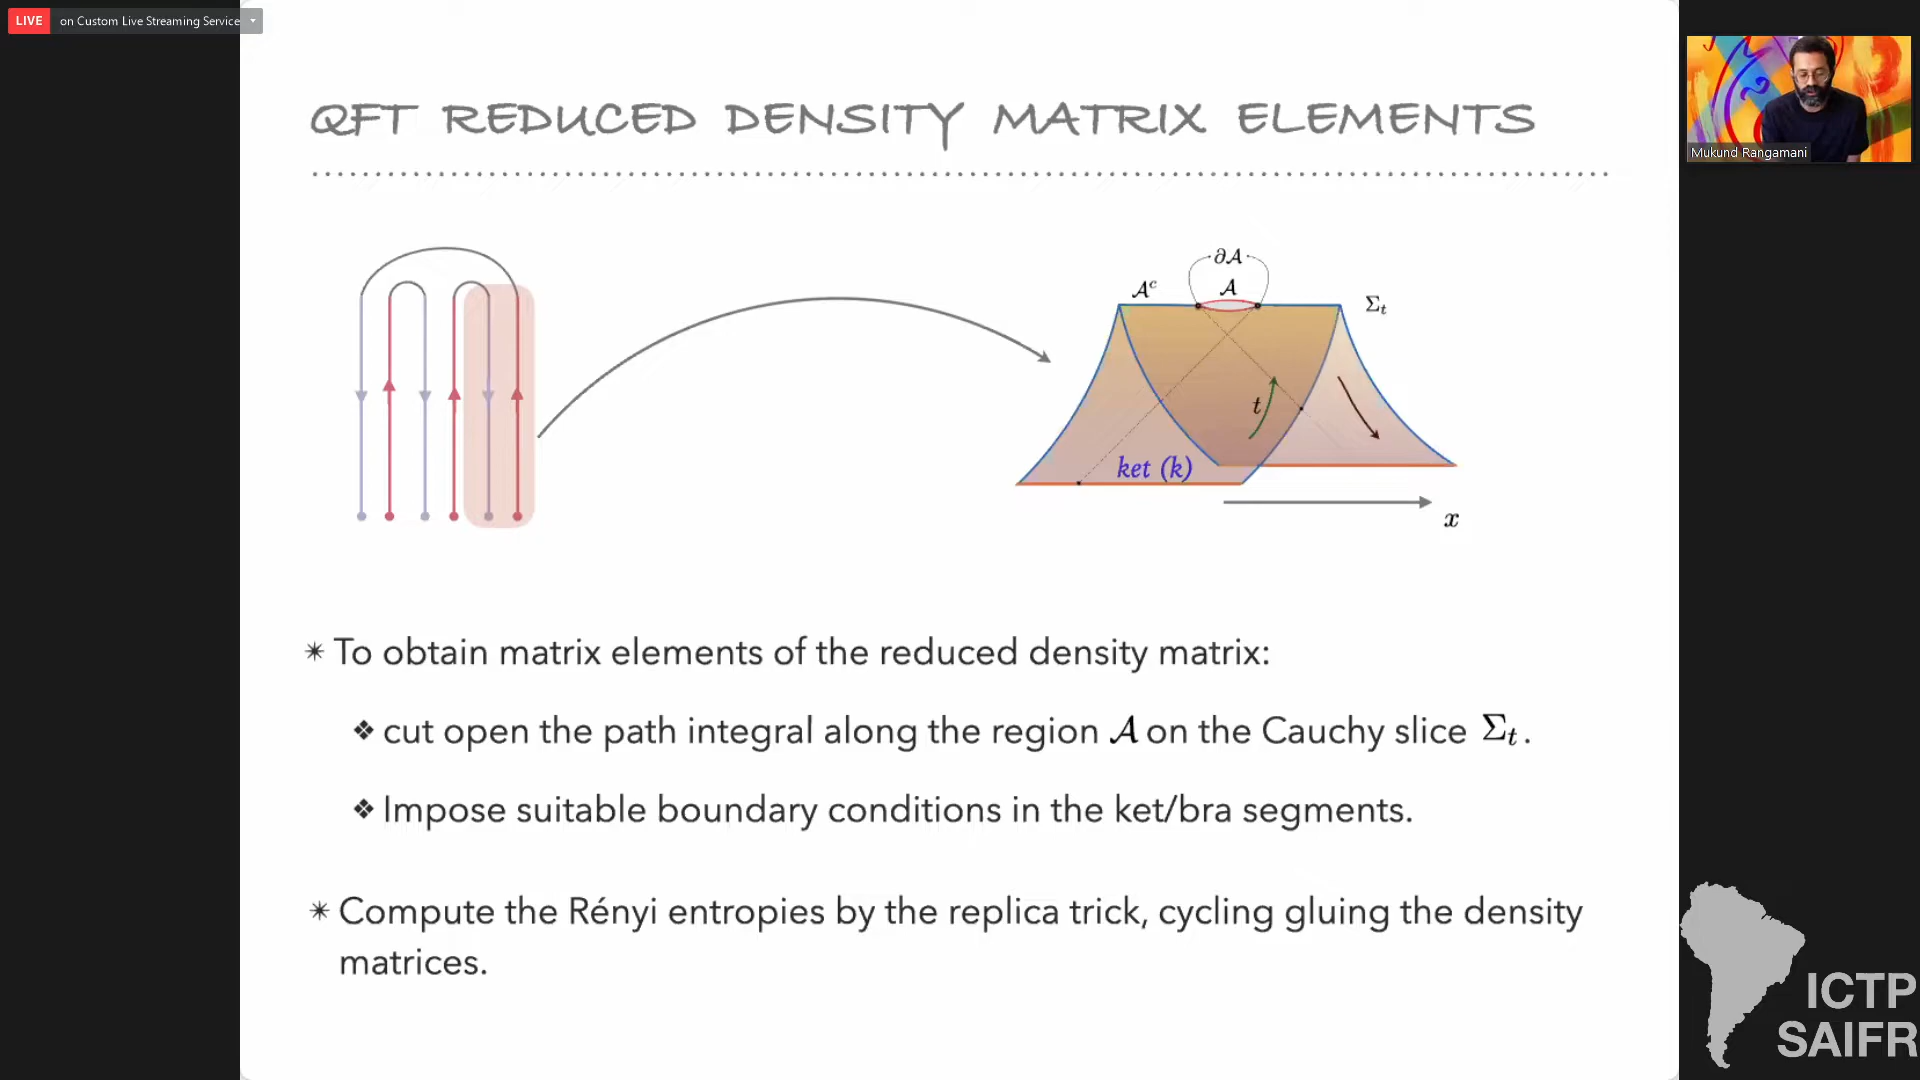 LIVE on Custom Live Streaming Service
QFT REDUCED DENSITY MATRIX ELEMENTS
Mukund Rangamani
∂𝒜
𝒜ᶜ 𝒜 Σₜ
t
ket (k)
x
✴ To obtain matrix elements of the reduced density matrix:
❖ cut open the path integral along the region 𝒜 on the Cauchy slice Σₜ.
❖ Impose suitable boundary conditions in the ket/bra segments.
✴ Compute the Rényi entropies by the replica trick, cycling gluing the density
matrices.
ICTP
SAIFR